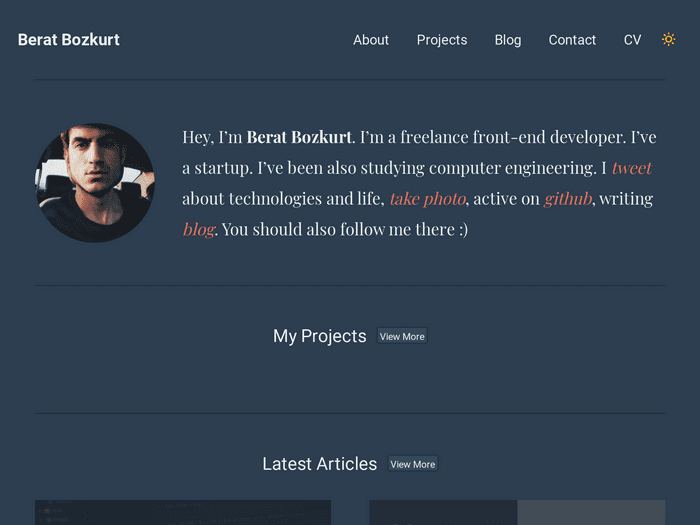 Berat Bozkurt
About Projects Blog Contact CV
Hey, I’m Berat Bozkurt. I’m a freelance front-end developer. I’ve
a startup. I’ve been also studying computer engineering. I tweet
about technologies and life, take photo, active on github, writing
blog. You should also follow me there :)
My Projects View More
Latest Articles View More